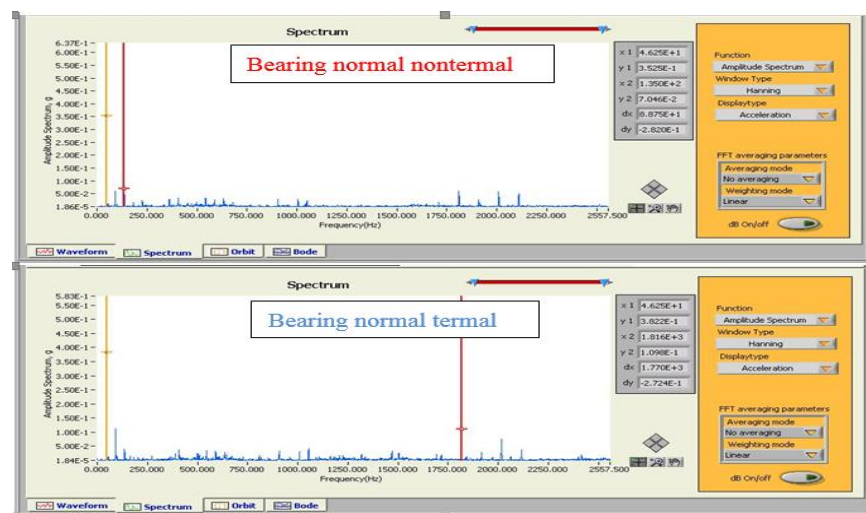 Spectrum
Bearing normal nontermal
6.37E-1
6.00E-1
5.50E-1
5.00E-1
4.50E-1
4.00E-1
3.50E-1
3.00E-1
2.50E-1
2.00E-1
1.50E-1
1.00E-1
5.00E-2
1.86E-5
Amplitude Spectrum, g
0.000 250.000 500.000 750.000 1000.000 1250.000 1500.000 1750.000 2000.000 2557.500
Frequency(Hz)
x 1 4.625E+1
y 1 3.525E-1
x 2 1.350E+2
y 2 7.046E-2
dx 8.875E+1
dy -2.820E-1
Function
Amplitude Spectrum
Window Type
Hanning
Displaytype
Acceleration
FFT averaging parameters
Averaging mode
No averaging
Weighting mode
Linear
dB On/off
Waveform Spectrum Orbit Bode
Spectrum
Bearing normal termal
5.83E-1
5.50E-1
5.00E-1
4.50E-1
4.00E-1
3.50E-1
3.00E-1
2.50E-1
2.00E-1
1.50E-1
1.00E-1
5.00E-2
1.84E-5
Amplitude Spectrum, g
0.000 250.000 500.000 750.000 1000.000 1250.000 1500.000 1750.000 2000.000 2250.000 2557.500
Frequency(Hz)
x 1 4.625E+1
y 1 3.822E-1
x 2 1.816E+3
y 2 1.098E-1
dx 1.770E+3
dy -2.724E-1
Function
Amplitude Spectrum
Window Type
Hanning
Displaytype
Acceleration
FFT averaging parameters
Averaging mode
No averaging
Weighting mode
Linear
dB On/off
Waveform Spectrum Orbit Bode